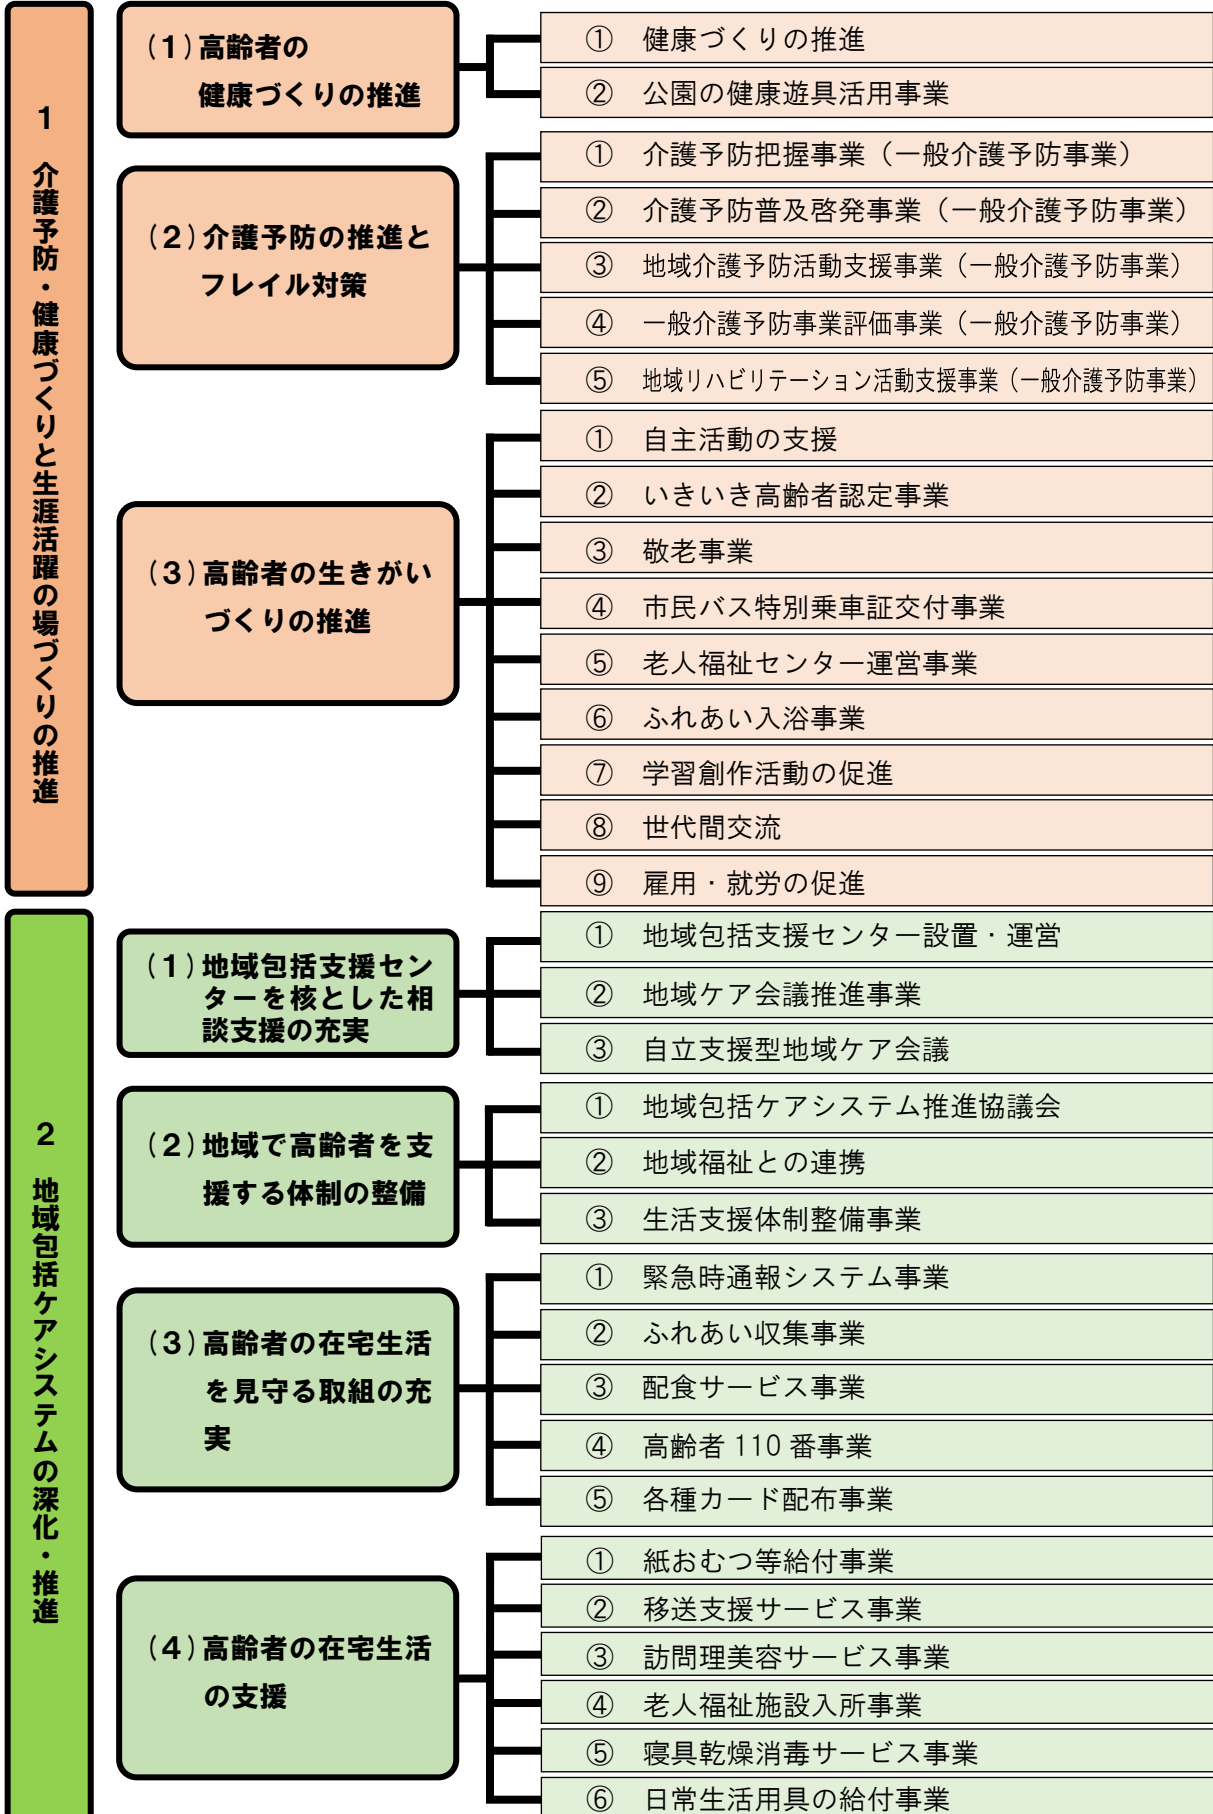 1 介護予防・健康づくりと生涯活躍の場づくりの推進
(1)高齢者の
健康づくりの推進
① 健康づくりの推進
② 公園の健康遊具活用事業
(2)介護予防の推進と
フレイル対策
① 介護予防把握事業（一般介護予防事業）
② 介護予防普及啓発事業（一般介護予防事業）
③ 地域介護予防活動支援事業（一般介護予防事業）
④ 一般介護予防事業評価事業（一般介護予防事業）
⑤ 地域リハビリテーション活動支援事業（一般介護予防事業）
(3)高齢者の生きがい
づくりの推進
① 自主活動の支援
② いきいき高齢者認定事業
③ 敬老事業
④ 市民バス特別乗車証交付事業
⑤ 老人福祉センター運営事業
⑥ ふれあい入浴事業
⑦ 学習創作活動の促進
⑧ 世代間交流
⑨ 雇用・就労の促進
2 地域包括ケアシステムの深化・推進
(1)地域包括支援セン
ターを核とした相
談支援の充実
① 地域包括支援センター設置・運営
② 地域ケア会議推進事業
③ 自立支援型地域ケア会議
(2)地域で高齢者を支
援する体制の整備
① 地域包括ケアシステム推進協議会
② 地域福祉との連携
③ 生活支援体制整備事業
(3)高齢者の在宅生活
を見守る取組の充
実
① 緊急時通報システム事業
② ふれあい収集事業
③ 配食サービス事業
④ 高齢者110番事業
⑤ 各種カード配布事業
(4)高齢者の在宅生活
の支援
① 紙おむつ等給付事業
② 移送支援サービス事業
③ 訪問理美容サービス事業
④ 老人福祉施設入所事業
⑤ 寝具乾燥消毒サービス事業
⑥ 日常生活用具の給付事業